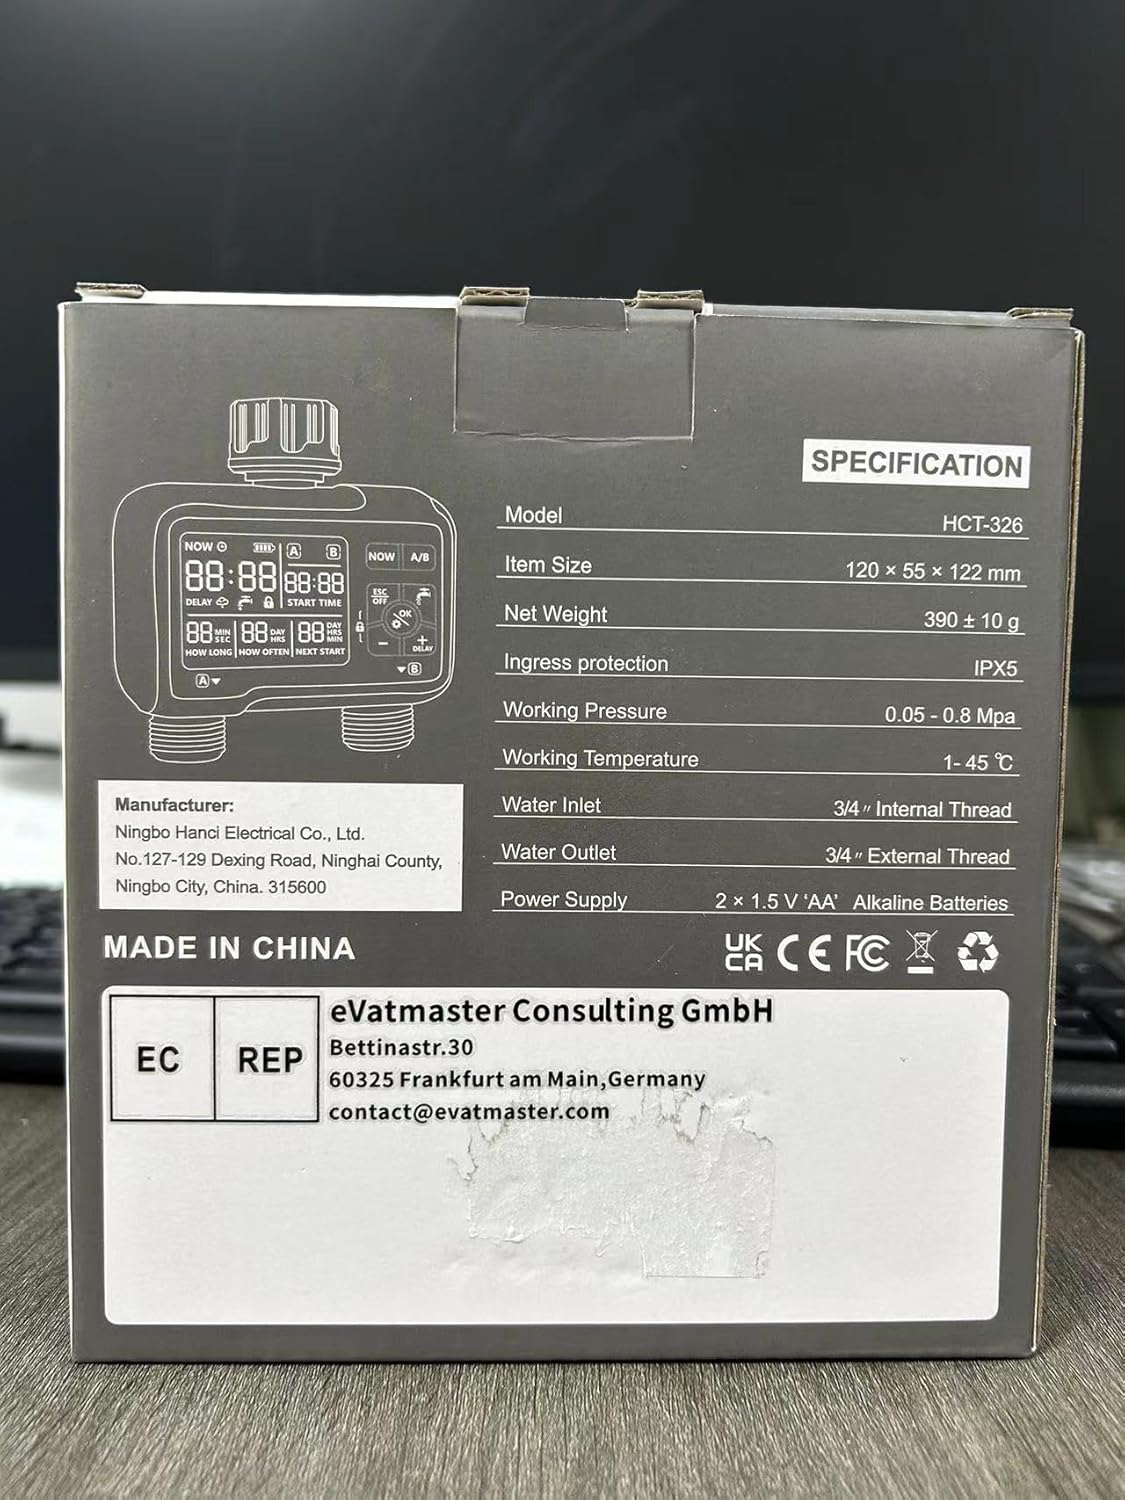 SPECIFICATION
Model HCT-326
Item Size 120 × 55 × 122 mm
Net Weight 390 ± 10 g
Ingress protection IPX5
Working Pressure 0.05 - 0.8 Mpa
Working Temperature 1- 45 ℃
Water Inlet 3/4〃 Internal Thread
Water Outlet 3/4〃 External Thread
Power Supply 2 × 1.5 V ‘AA’ Alkaline Batteries
NOW A B
88:88 88:88
DELAY START TIME
88 MIN SEC 88 DAY HRS 88 DAY HRS MIN
HOW LONG HOW OFTEN NEXT START
NOW A/B
ESC
OFF
OK
− +
DELAY
A B
Manufacturer:
Ningbo Hanci Electrical Co., Ltd.
No.127-129 Dexing Road, Ninghai County,
Ningbo City, China. 315600
MADE IN CHINA
UK CA CE FC
EC REP
eVatmaster Consulting GmbH
Bettinastr.30
60325 Frankfurt am Main,Germany
contact@evatmaster.com